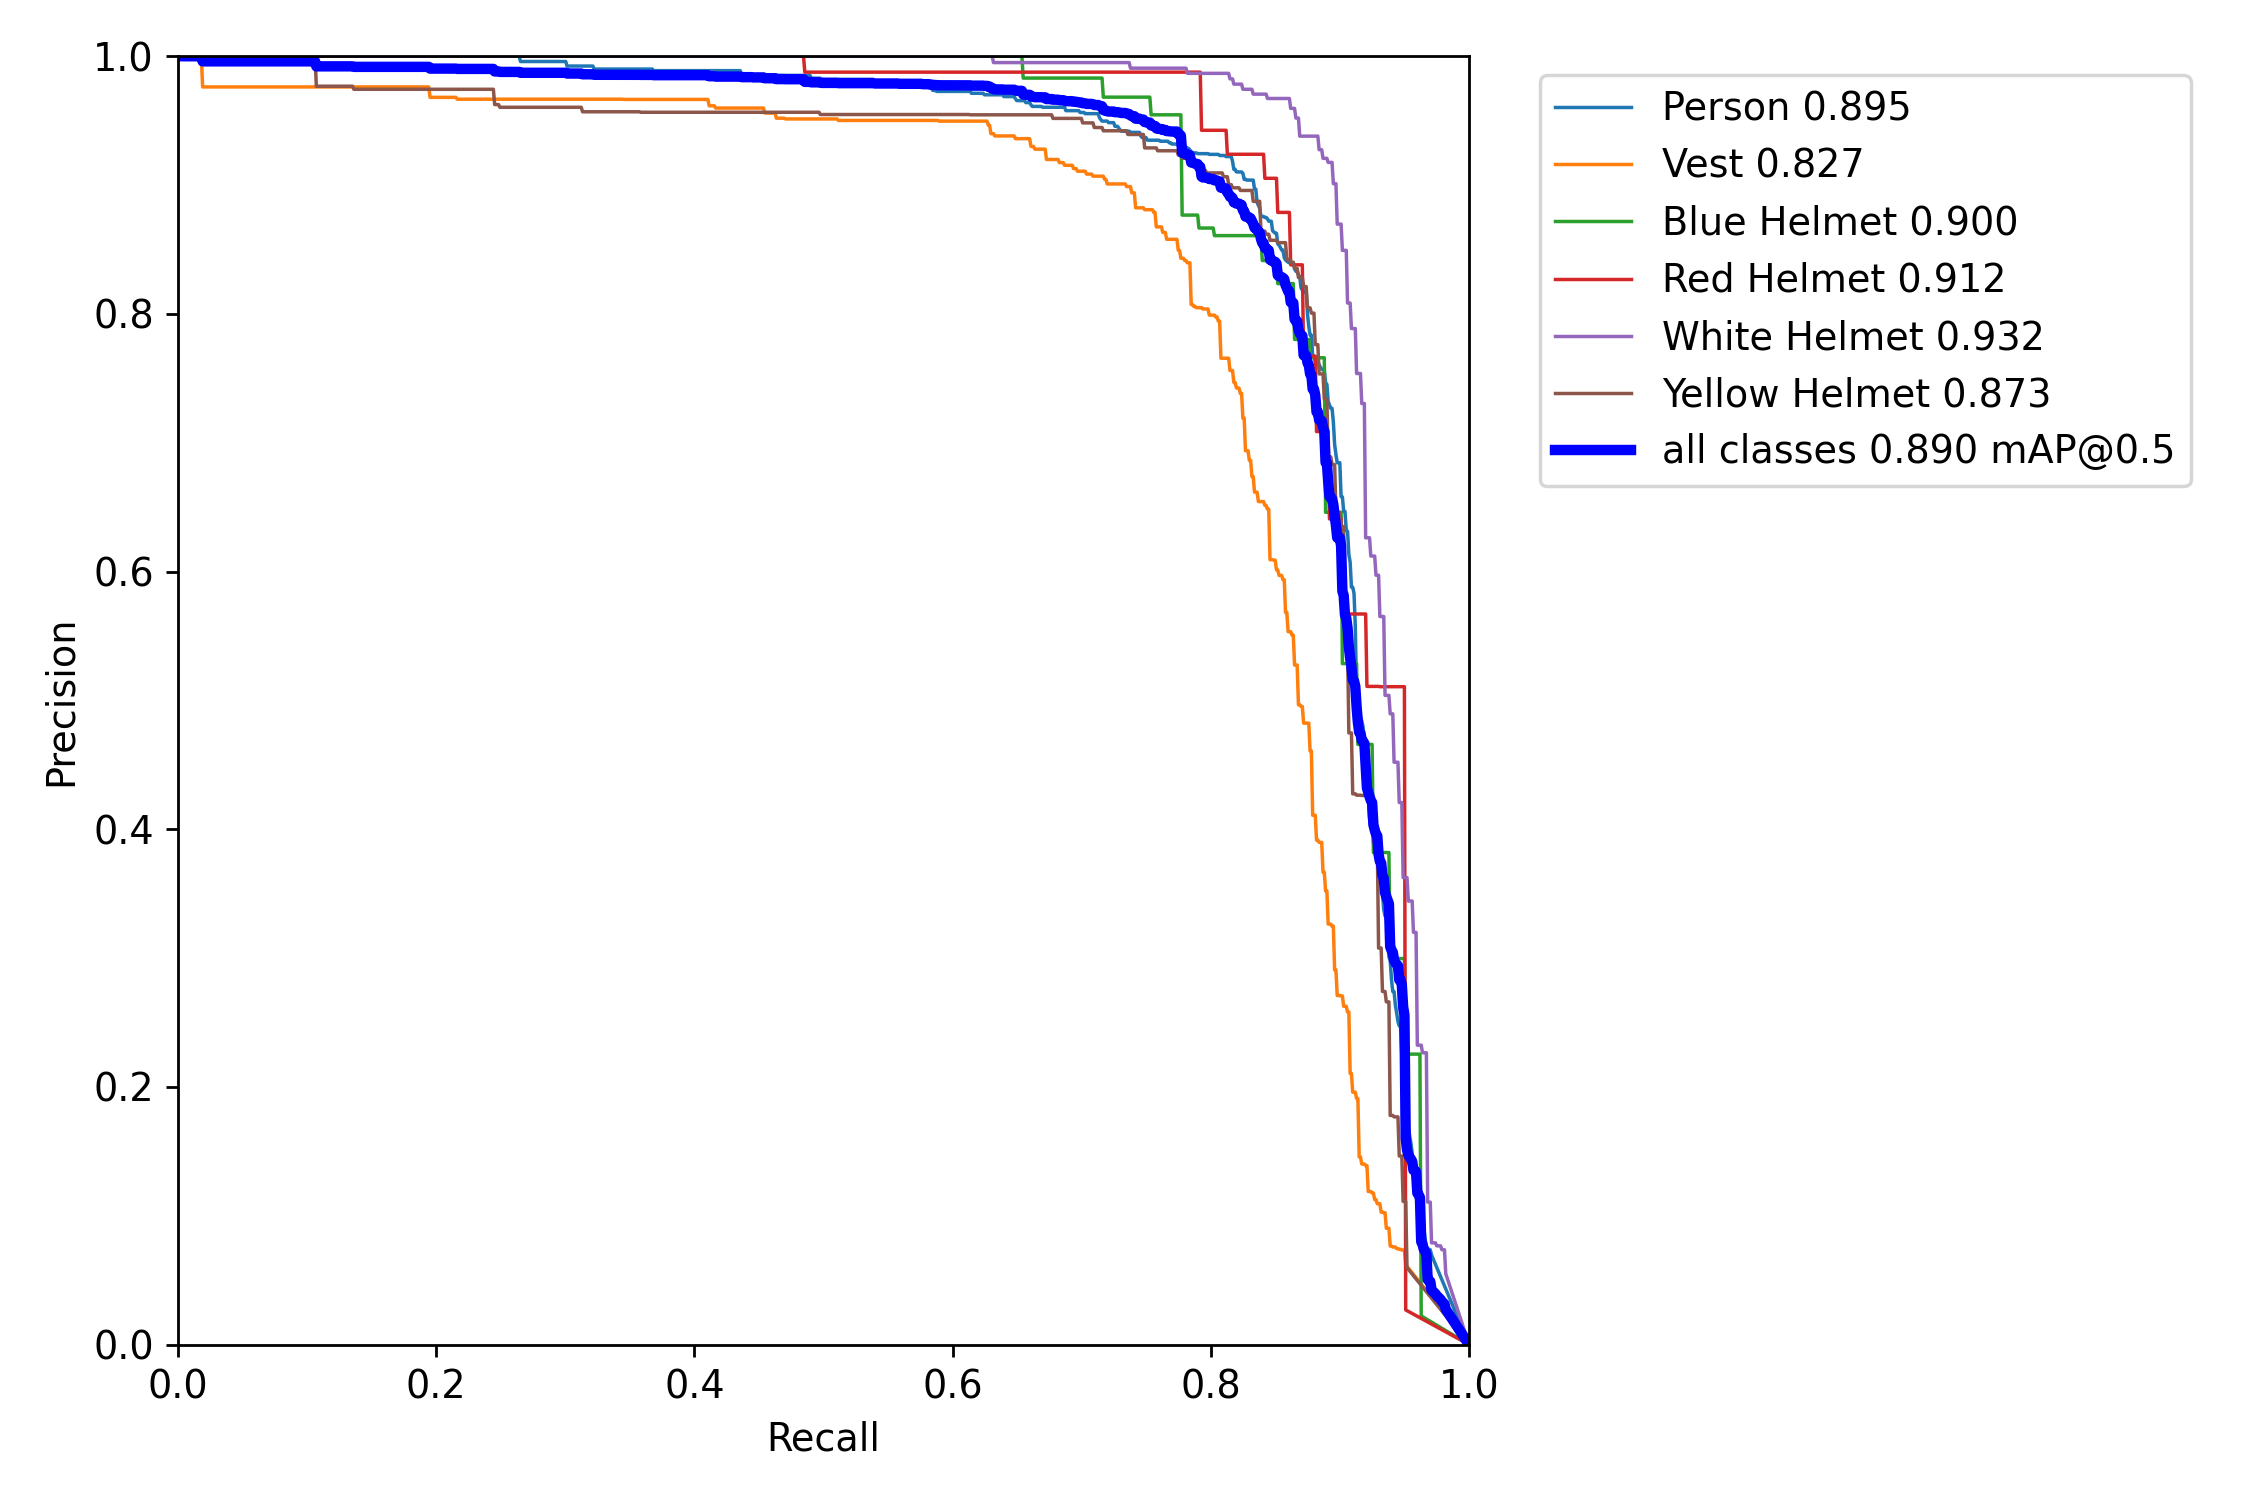 1.0
0.8
0.6
0.4
0.2
0.0
Precision
0.0 0.2 0.4 0.6 0.8 1.0
Recall
Person 0.895
Vest 0.827
Blue Helmet 0.900
Red Helmet 0.912
White Helmet 0.932
Yellow Helmet 0.873
all classes 0.890 mAP@0.5